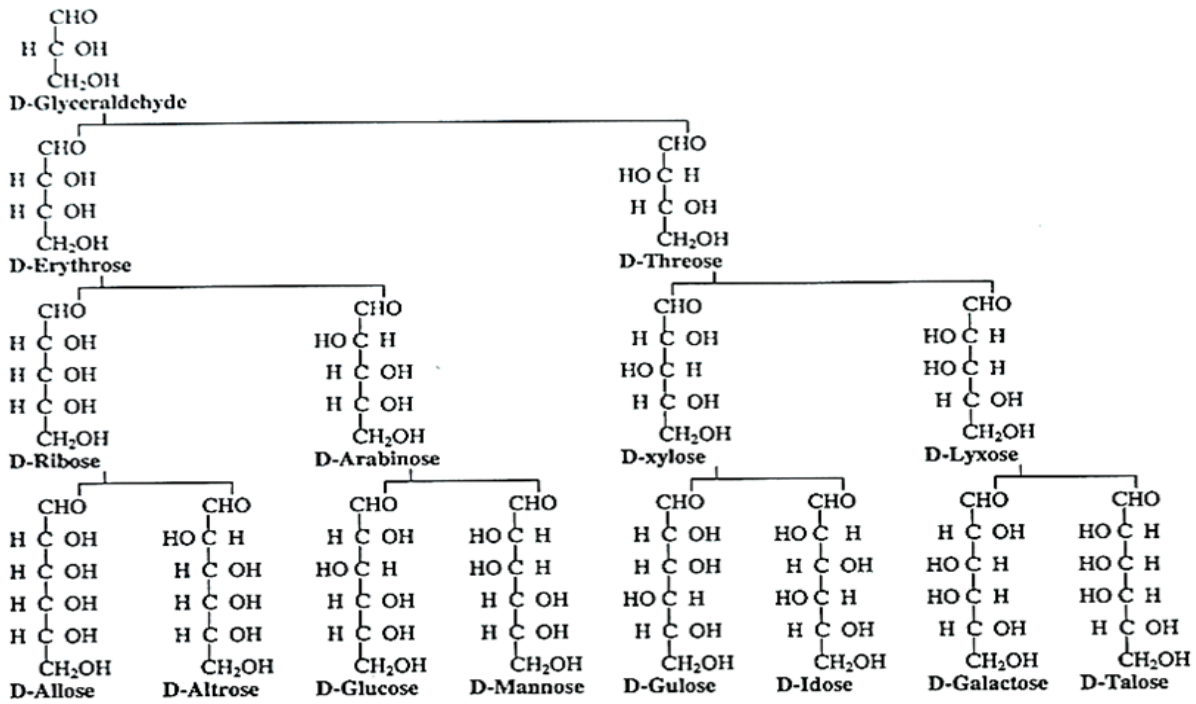 CHO
H C OH
CH₂OH
D-Glyceraldehyde
CHO CHO
H C OH HO C H
H C OH H C OH
CH₂OH CH₂OH
D-Erythrose D-Threose
CHO CHO CHO CHO
H C OH HO C H H C OH HO C H
H C OH H C OH HO C H HO C H
H C OH H C OH H C OH H C OH
CH₂OH CH₂OH CH₂OH CH₂OH
D-Ribose D-Arabinose D-xylose D-Lyxose
CHO CHO CHO CHO CHO CHO CHO CHO
H C OH HO C H H C OH HO C H H C OH HO C H H C OH HO C H
H C OH H C OH HO C H HO C H H C OH H C OH HO C H HO C H
H C OH H C OH H C OH H C OH HO C H HO C H HO C H HO C H
H C OH H C OH H C OH H C OH H C OH H C OH H C OH H C OH
CH₂OH CH₂OH CH₂OH CH₂OH CH₂OH CH₂OH CH₂OH CH₂OH
D-Allose D-Altrose D-Glucose D-Mannose D-Gulose D-Idose D-Galactose D-Talose